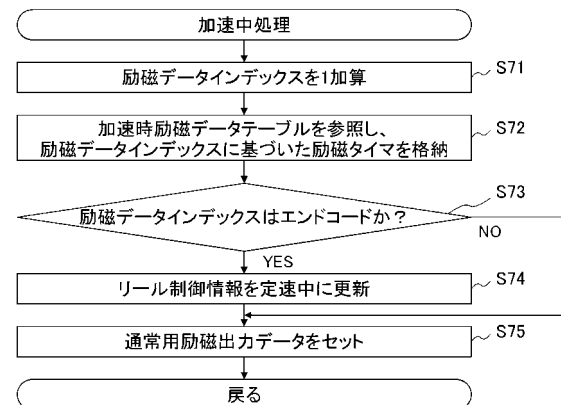 加速中処理
励磁データインデックスを1加算
S71
加速時励磁データテーブルを参照し、
励磁データインデックスに基づいた励磁タイマを格納
S72
励磁データインデックスはエンドコードか？
S73
NO
YES
リール制御情報を定速中に更新
S74
通常用励磁出力データをセット
S75
戻る